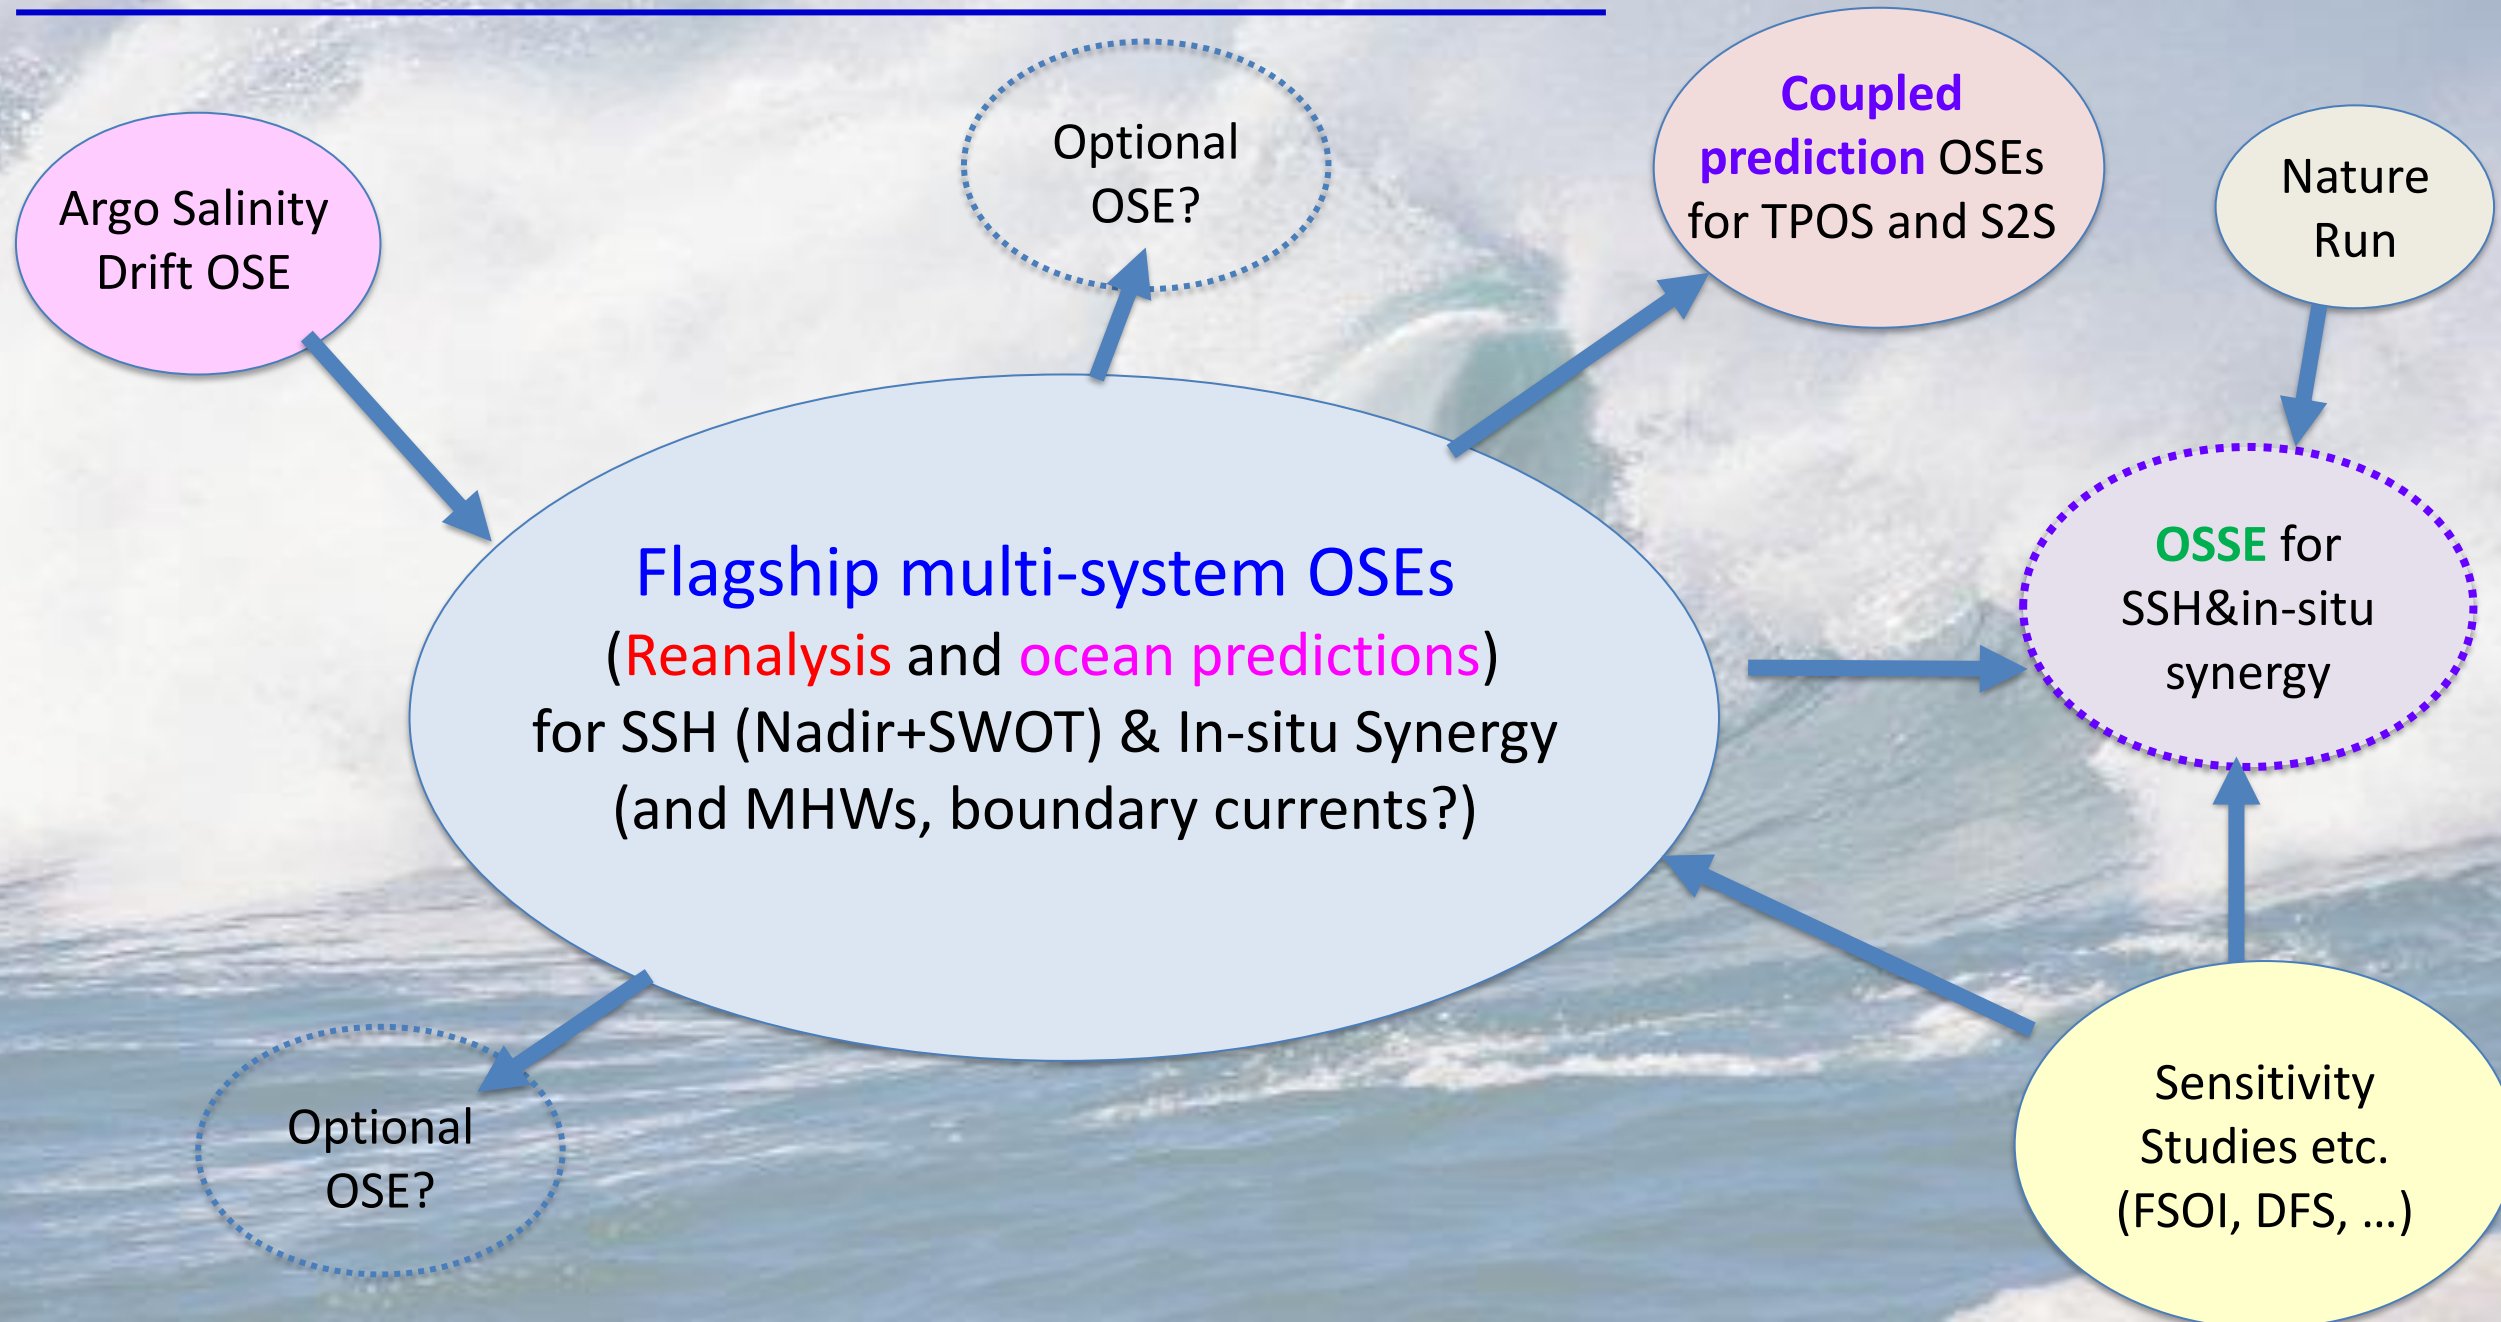 Argo Salinity
Drift OSE
Optional
OSE?
Coupled
prediction OSEs
for TPOS and S2S
Nature
Run
Flagship multi-system OSEs
(Reanalysis and ocean predictions)
for SSH (Nadir+SWOT) & In-situ Synergy
(and MHWs, boundary currents?)
OSSE for
SSH&in-situ
synergy
Optional
OSE?
Sensitivity
Studies etc.
(FSOI, DFS, ...)